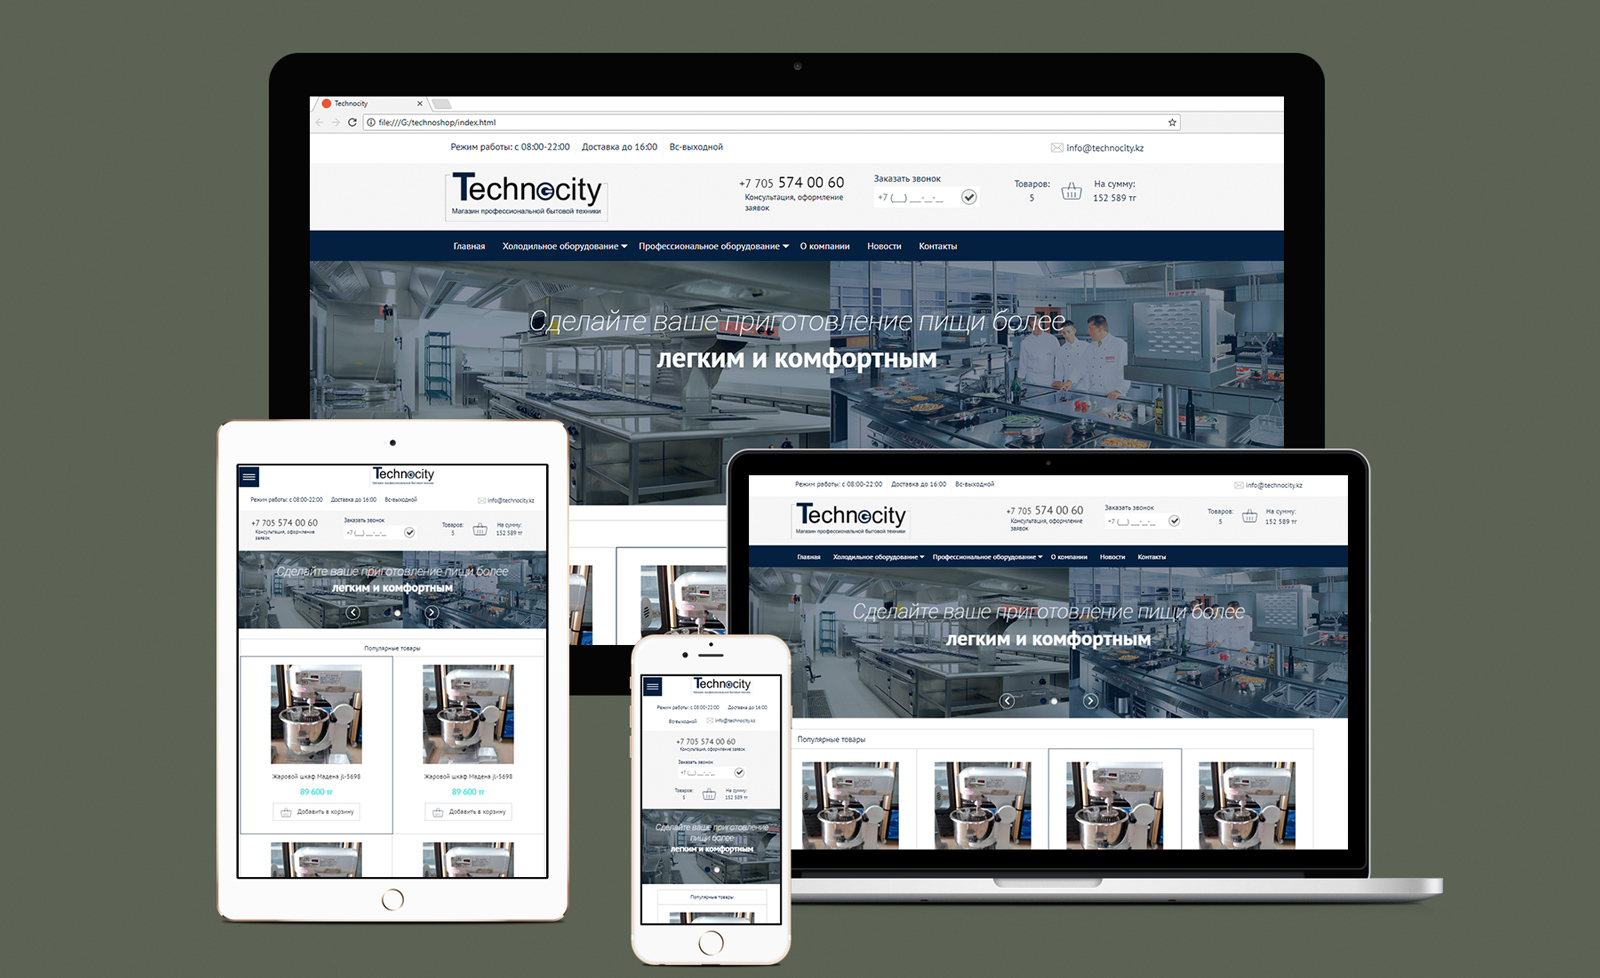 Technocity
file:///G:/technoshop/index.html
Режим работы: с 08:00-22:00 Доставка до 16:00 Вс-выходной
info@technocity.kz
Technocity
Магазин профессиональной бытовой техники
+7 705 574 00 60
Консультация, оформление
заявок
Заказать звонок
+7 (__) __-_-__
Товаров:
5
На сумму:
152 589 тг
Главная Холодильное оборудование Профессиональное оборудование О компании Новости Контакты
Сделайте ваше приготовление пищи более
легким и комфортным
Technocity
Магазин профессиональной бытовой техники
Режим работы: с 08:00-22:00 Доставка до 16:00 Вс-выходной
info@technocity.kz
+7 705 574 00 60
Консультация, оформление
заявок
Заказать звонок
+7 (__) __-_-__
Товаров:
5
На сумму:
152 589 тг
Сделайте ваше приготовление пищи более
легким и комфортным
Популярные товары
Жаровой шкаф Мадена jl-5698
89 600 тг
Добавить в корзину
Жаровой шкаф Мадена jl-5698
89 600 тг
Добавить в корзину
Technocity
Магазин профессиональной бытовой техники
Режим работы: с 08:00-22:00 Доставка до 16:00
Вс-выходной info@technocity.kz
+7 705 574 00 60
Консультация, оформление заявок
Заказать звонок
+7 (__) __-_-__
Товаров:
5
На сумму:
152 589 тг
Сделайте ваше приготовление
пищи более
легким и комфортным
Популярные товары
Режим работы: с 08:00-22:00 Доставка до 16:00 Вс-выходной
info@technocity.kz
Technocity
Магазин профессиональной бытовой техники
+7 705 574 00 60
Консультация, оформление
заявок
Заказать звонок
+7 (__) __-_-__
Товаров:
5
На сумму:
152 589 тг
Главная Холодильное оборудование Профессиональное оборудование О компании Новости Контакты
Сделайте ваше приготовление пищи более
легким и комфортным
Популярные товары